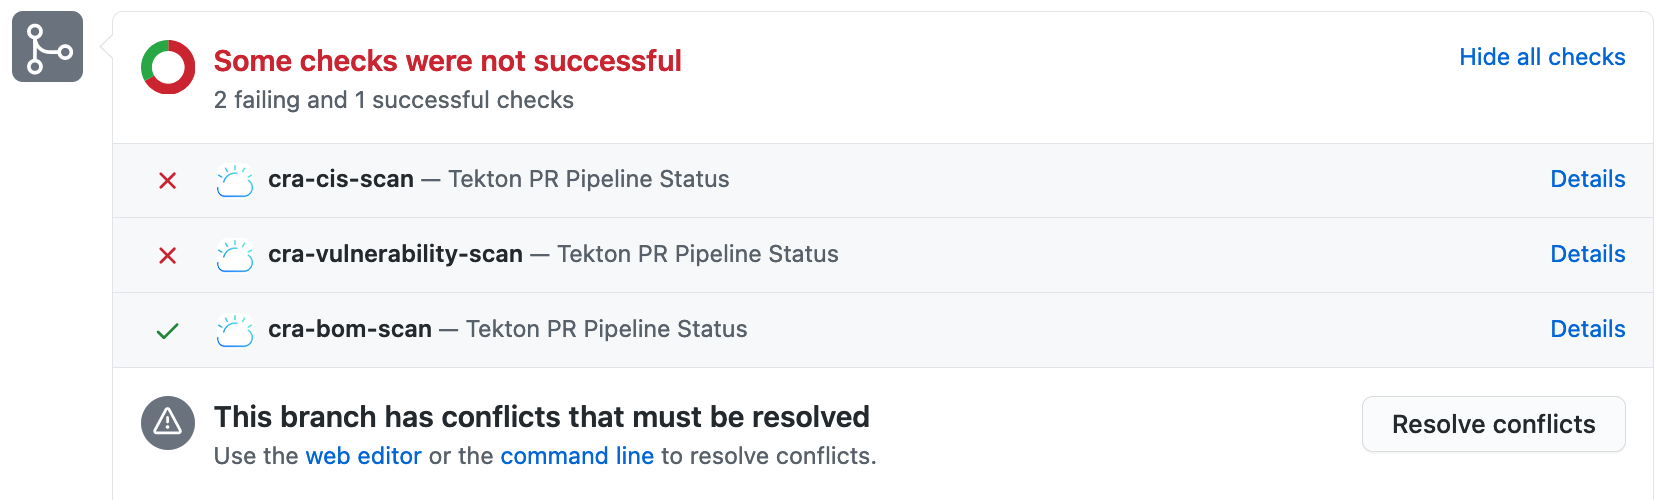 Some checks were not successful
Hide all checks
2 failing and 1 successful checks
cra-cis-scan — Tekton PR Pipeline Status
Details
cra-vulnerability-scan — Tekton PR Pipeline Status
Details
cra-bom-scan — Tekton PR Pipeline Status
Details
This branch has conflicts that must be resolved
Resolve conflicts
Use the web editor or the command line to resolve conflicts.